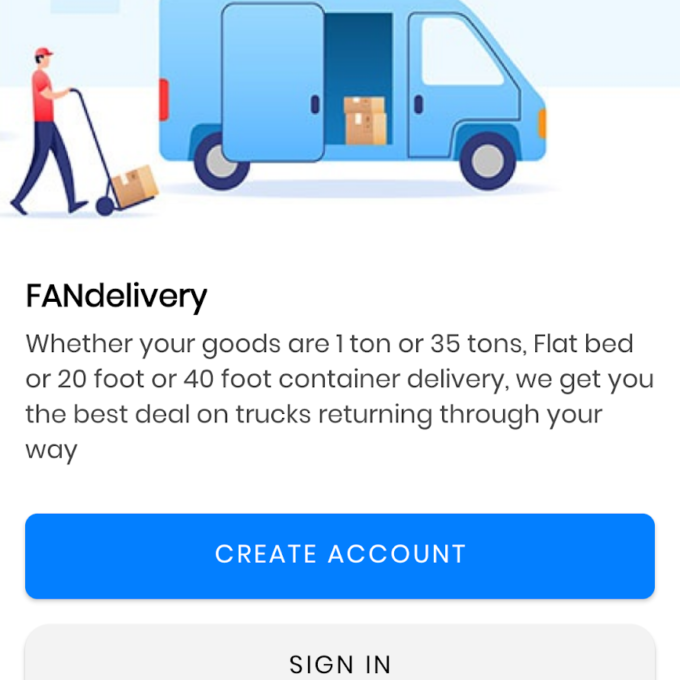 FANdelivery
Whether your goods are 1 ton or 35 tons, Flat bed
or 20 foot or 40 foot container delivery, we get you
the best deal on trucks returning through your
way
CREATE ACCOUNT
SIGN IN